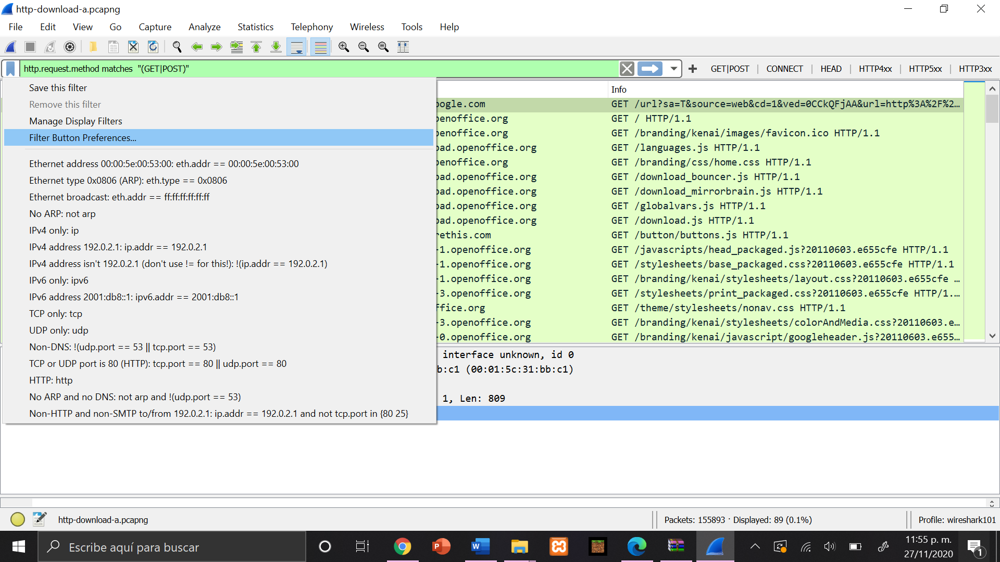 http-download-a.pcapng
File Edit View Go Capture Analyze Statistics Telephony Wireless Tools Help
http.request.method matches "(GET|POST)"
GET|POST CONNECT HEAD HTTP4xx HTTP5xx HTTP3xx
Save this filter
Remove this filter
Manage Display Filters
Filter Button Preferences...
Ethernet address 00:00:5e:00:53:00: eth.addr == 00:00:5e:00:53:00
Ethernet type 0x0806 (ARP): eth.type == 0x0806
Ethernet broadcast: eth.addr == ff:ff:ff:ff:ff:ff
No ARP: not arp
IPv4 only: ip
IPv4 address 192.0.2.1: ip.addr == 192.0.2.1
IPv4 address isn't 192.0.2.1 (don't use != for this!): !(ip.addr == 192.0.2.1)
IPv6 only: ipv6
IPv6 address 2001:db8::1: ipv6.addr == 2001:db8::1
TCP only: tcp
UDP only: udp
Non-DNS: !(udp.port == 53 || tcp.port == 53)
TCP or UDP port is 80 (HTTP): tcp.port == 80 || udp.port == 80
HTTP: http
No ARP and no DNS: not arp and !(udp.port == 53)
Non-HTTP and non-SMTP to/from 192.0.2.1: ip.addr == 192.0.2.1 and not tcp.port in {80 25}
Info
ogle.com GET /url?sa=T&source=web&cd=1&ved=0CCkQFjAA&url=http%3A%2F%2…
enoffice.org GET / HTTP/1.1
enoffice.org GET /branding/kenai/images/favicon.ico HTTP/1.1
ad.openoffice.org GET /languages.js HTTP/1.1
enoffice.org GET /branding/css/home.css HTTP/1.1
ad.openoffice.org GET /download_bouncer.js HTTP/1.1
ad.openoffice.org GET /download_mirrorbrain.js HTTP/1.1
ad.openoffice.org GET /globalvars.js HTTP/1.1
ad.openoffice.org GET /download.js HTTP/1.1
ethis.com GET /button/buttons.js HTTP/1.1
-1.openoffice.org GET /javascripts/head_packaged.js?20110603.e655cfe HTTP/1.1
-1.openoffice.org GET /stylesheets/base_packaged.css?20110603.e655cfe HTTP/1.1
-1.openoffice.org GET /branding/kenai/stylesheets/layout.css?20110603.e655cfe …
-3.openoffice.org GET /stylesheets/print_packaged.css?20110603.e655cfe HTTP/1.…
ffice.org GET /theme/stylesheets/nonav.css HTTP/1.1
-3.openoffice.org GET /branding/kenai/stylesheets/colorAndMedia.css?20110603.e…
-0.openoffice.org GET /branding/kenai/javascript/googleheader.js?20110603.e655…
interface unknown, id 0
b:c1 (00:01:5c:31:bb:c1)
1, Len: 809
http-download-a.pcapng
Packets: 155893 · Displayed: 89 (0.1%)
Profile: wireshark101
Escribe aquí para buscar
11:55 p. m.
27/11/2020
1